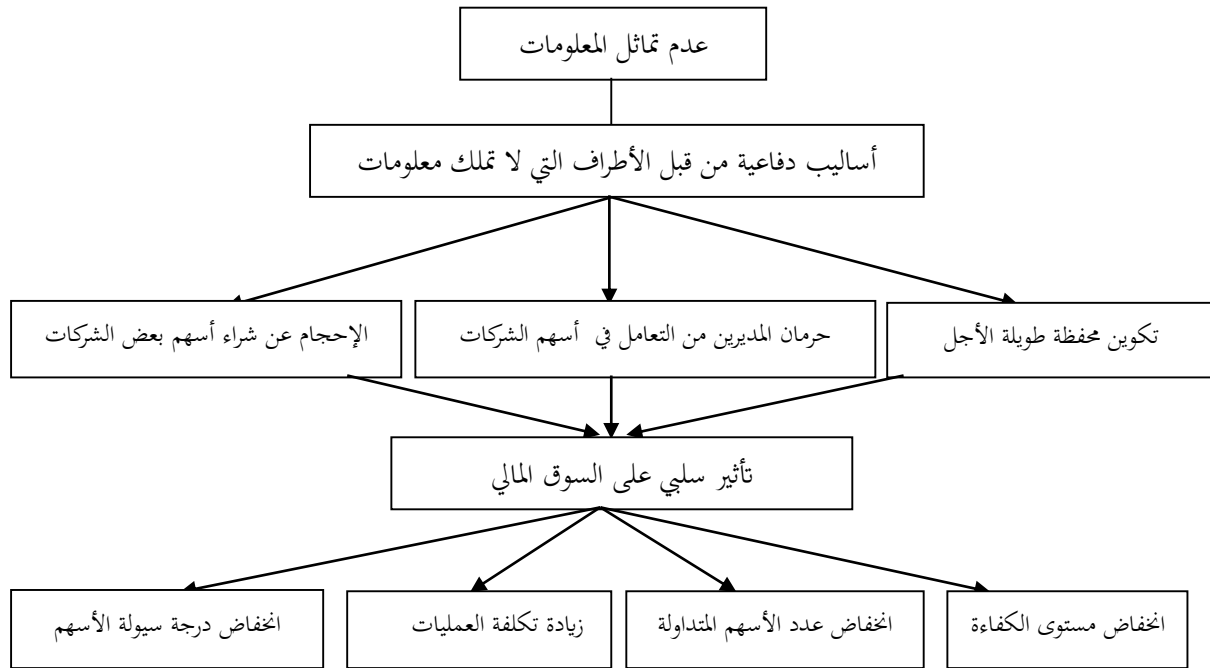 عدم تماثل المعلومات
أساليب دفاعية من قبل الأطراف التي لا تملك معلومات
تكوين محفظة طويلة الأجل
حرمان المديرين من التعامل في أسهم الشركات
الإحجام عن شراء أسهم بعض الشركات
تأثير سلبي على السوق المالي
انخفاض مستوى الكفاءة
انخفاض عدد الأسهم المتداولة
زيادة تكلفة العمليات
انخفاض درجة سيولة الأسهم